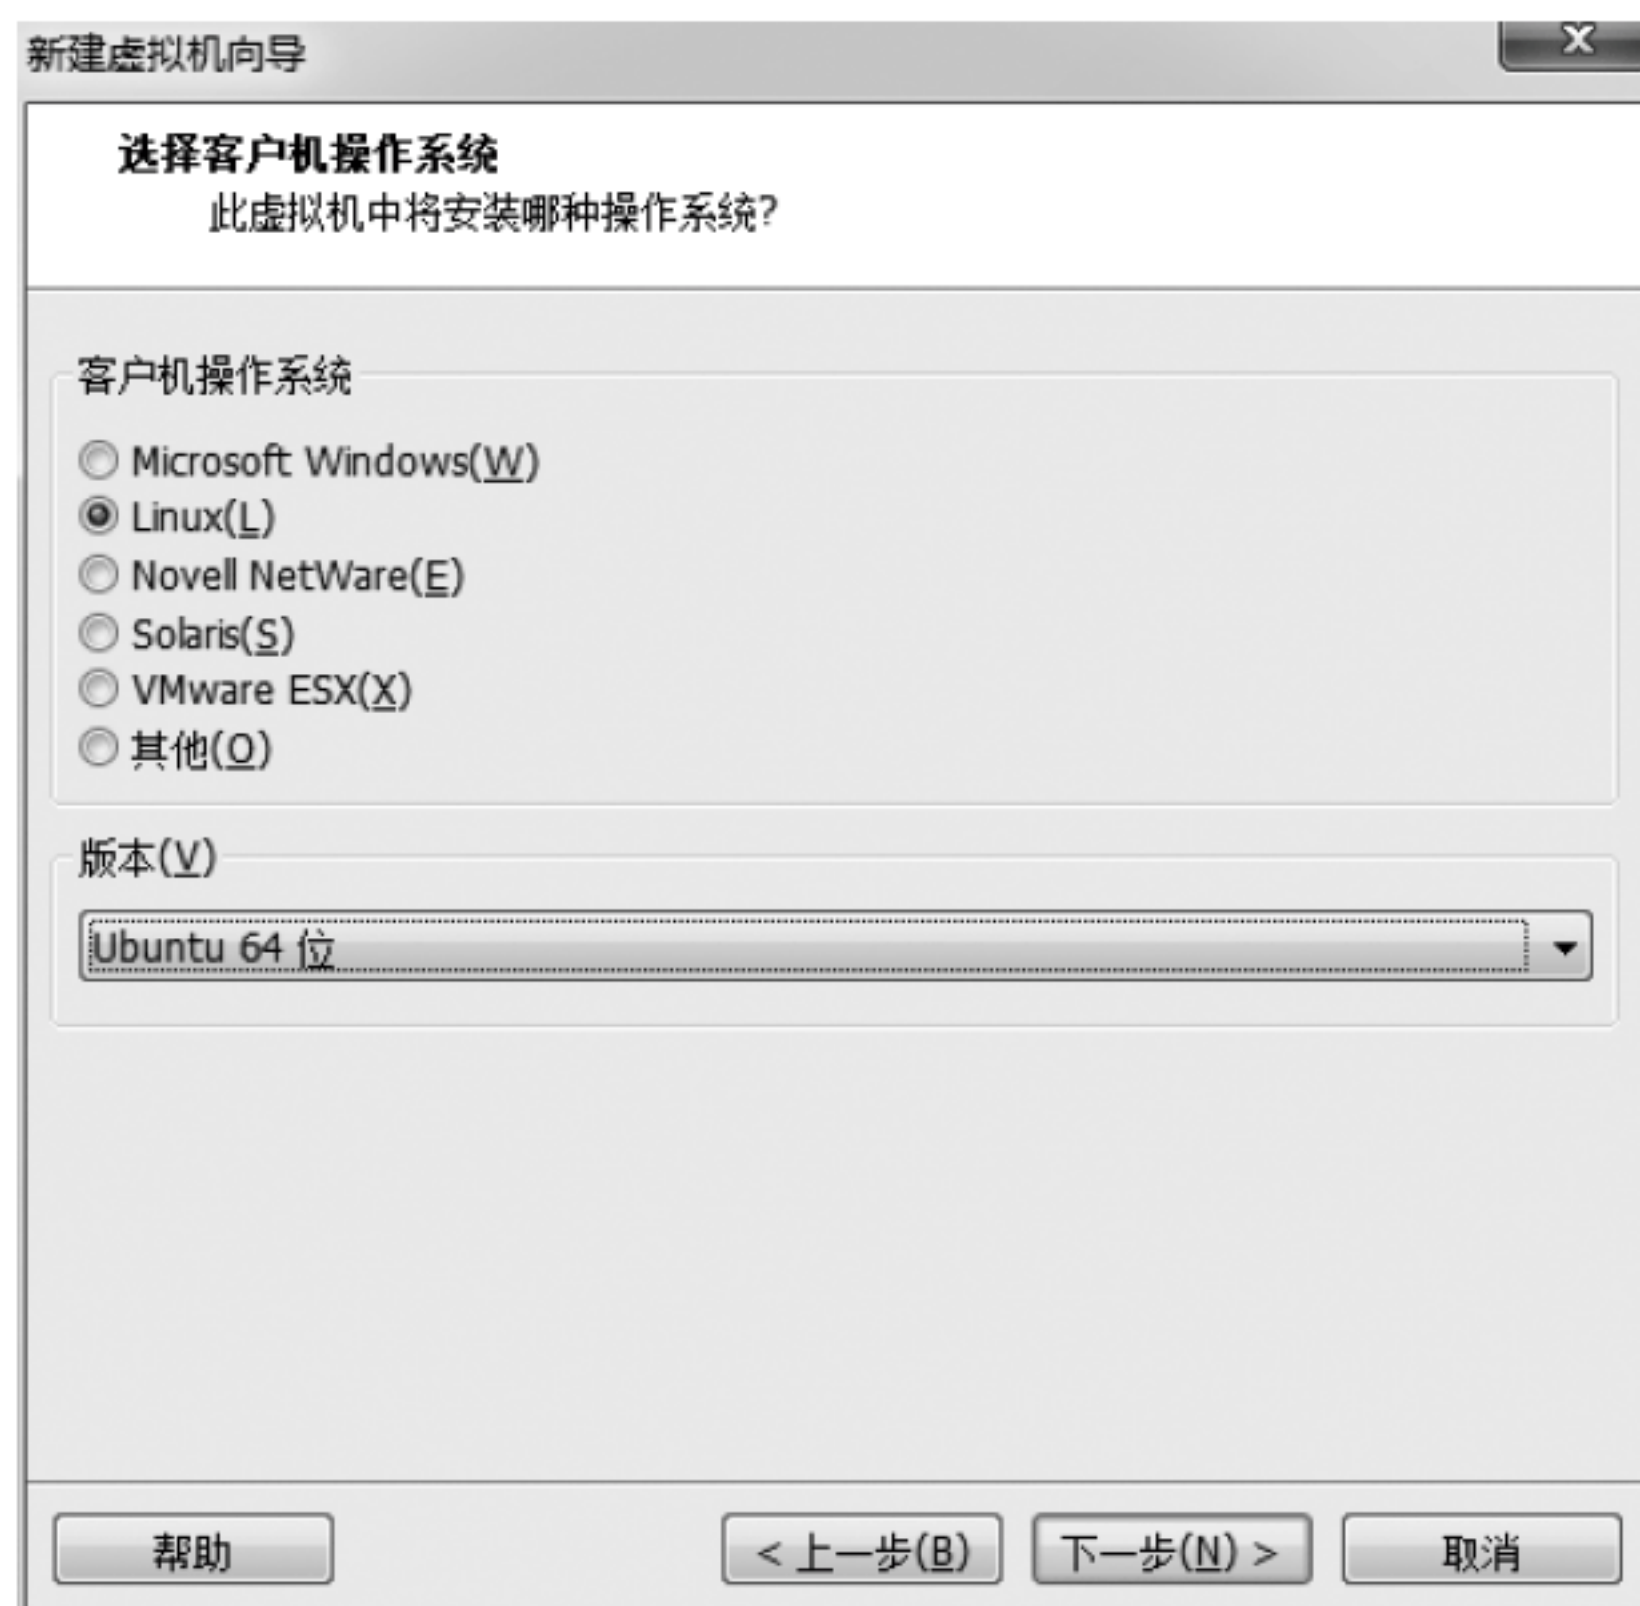 新建虚拟机向导
选择客户机操作系统
此虚拟机中将安装哪种操作系统?
客户机操作系统
Microsoft Windows(W)
Linux(L)
Novell NetWare(E)
Solaris(S)
VMware ESX(X)
其他(O)
版本(V)
Ubuntu 64 位
帮助
< 上一步(B)
下一步(N) >
取消